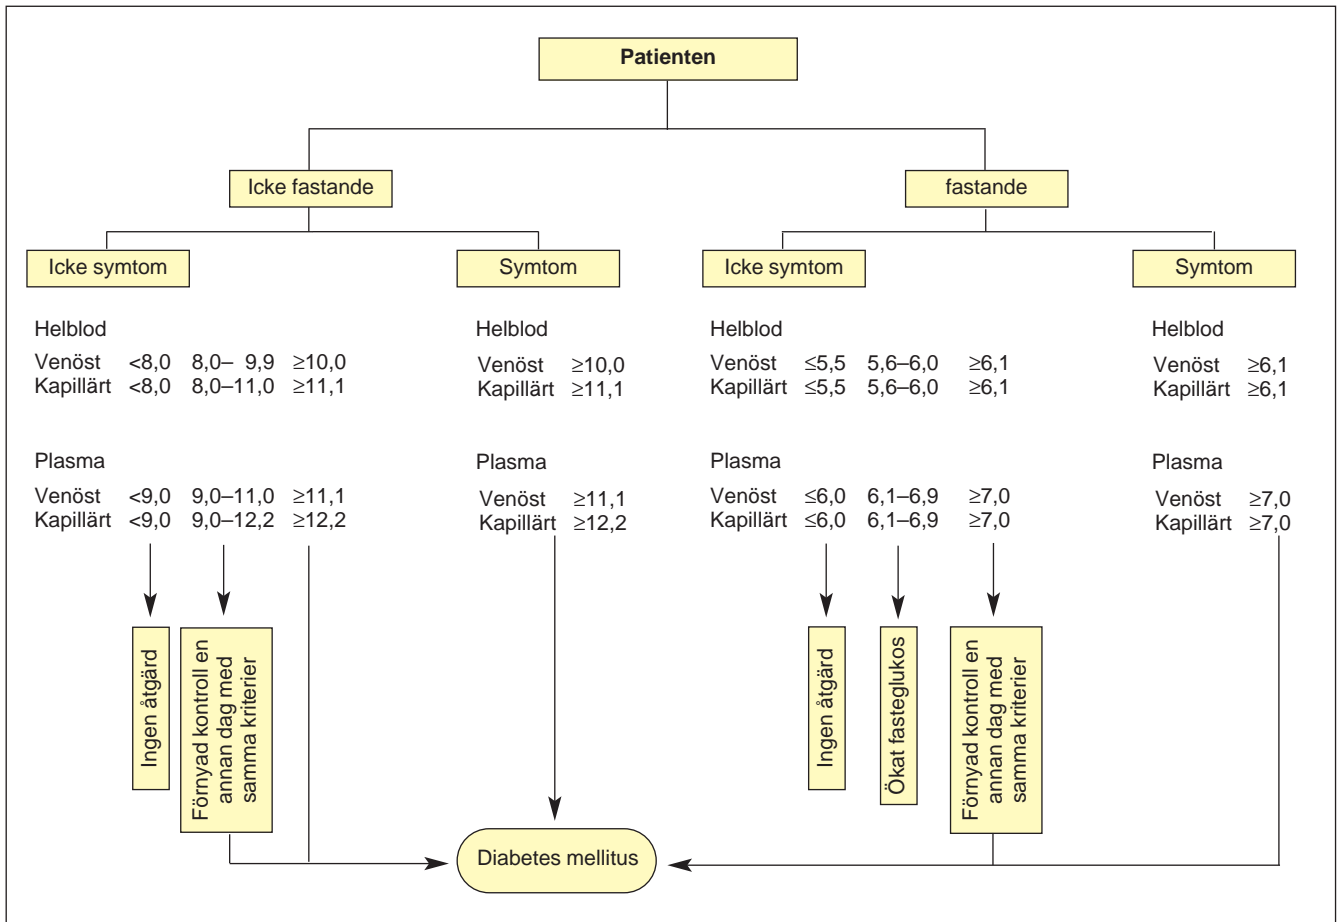 Patienten
Icke fastande
fastande
Icke symtom
Symtom
Icke symtom
Symtom
Helblod
Venöst <8,0 8,0– 9,9 ≥10,0
Kapillärt <8,0 8,0–11,0 ≥11,1
Plasma
Venöst <9,0 9,0–11,0 ≥11,1
Kapillärt <9,0 9,0–12,2 ≥12,2
Helblod
Venöst ≥10,0
Kapillärt ≥11,1
Plasma
Venöst ≥11,1
Kapillärt ≥12,2
Helblod
Venöst ≤5,5 5,6–6,0 ≥6,1
Kapillärt ≤5,5 5,6–6,0 ≥6,1
Plasma
Venöst ≤6,0 6,1–6,9 ≥7,0
Kapillärt ≤6,0 6,1–6,9 ≥7,0
Helblod
Venöst ≥6,1
Kapillärt ≥6,1
Plasma
Venöst ≥7,0
Kapillärt ≥7,0
Ingen åtgärd
Förnyad kontroll en
annan dag med
samma kriterier
Ingen åtgärd
Ökat fasteglukos
Förnyad kontroll en
annan dag med
samma kriterier
Diabetes mellitus